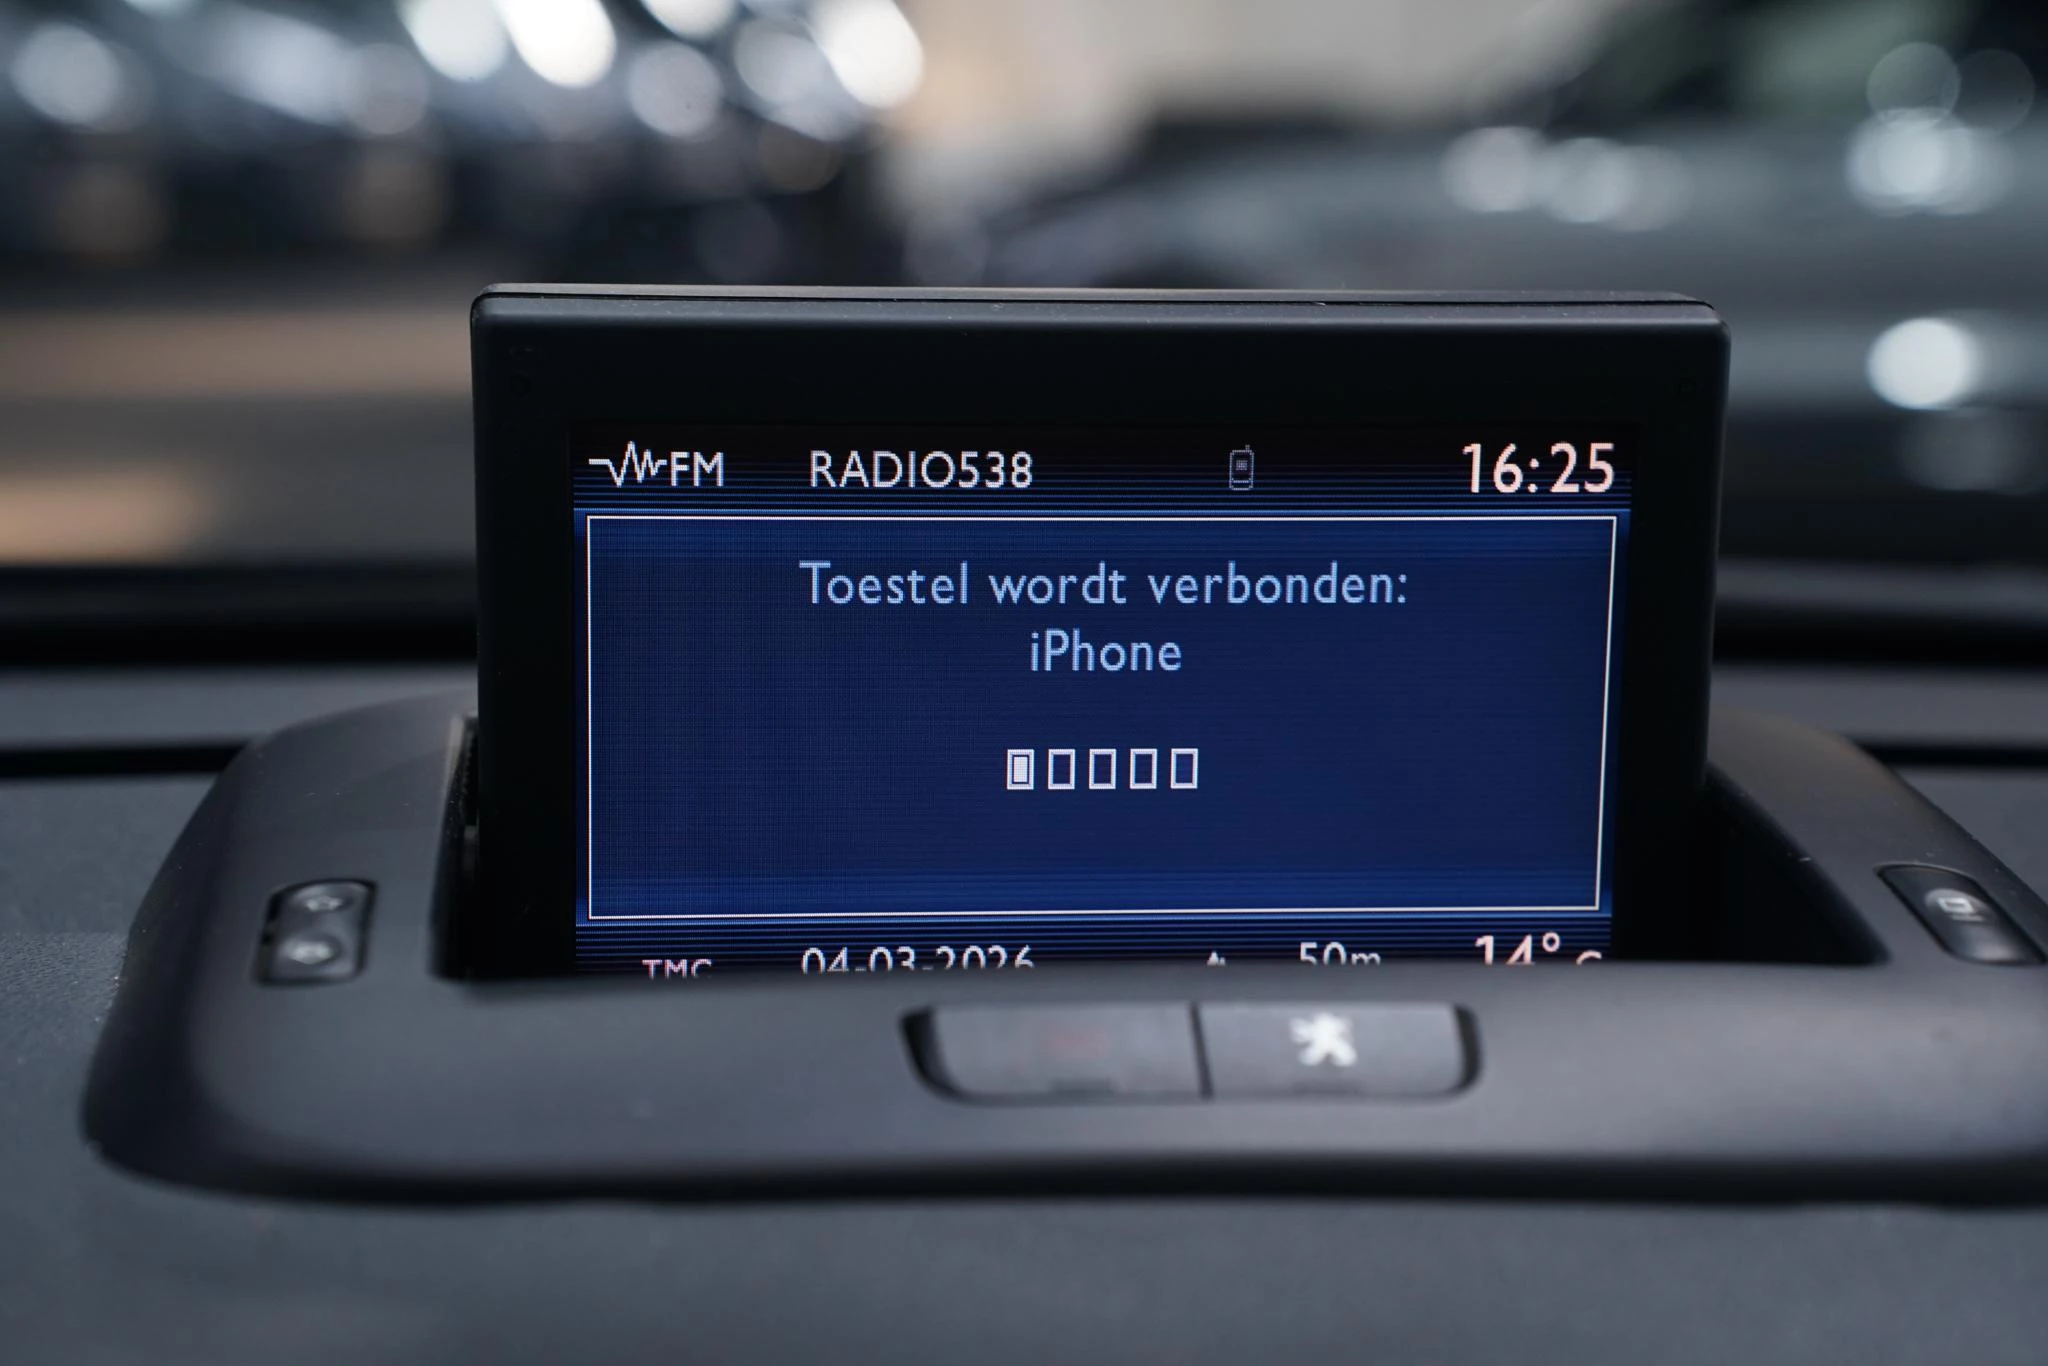 FM RADIO538 16:25
Toestel wordt verbonden:
iPhone
TMC 04-03-2026 50m 14° C